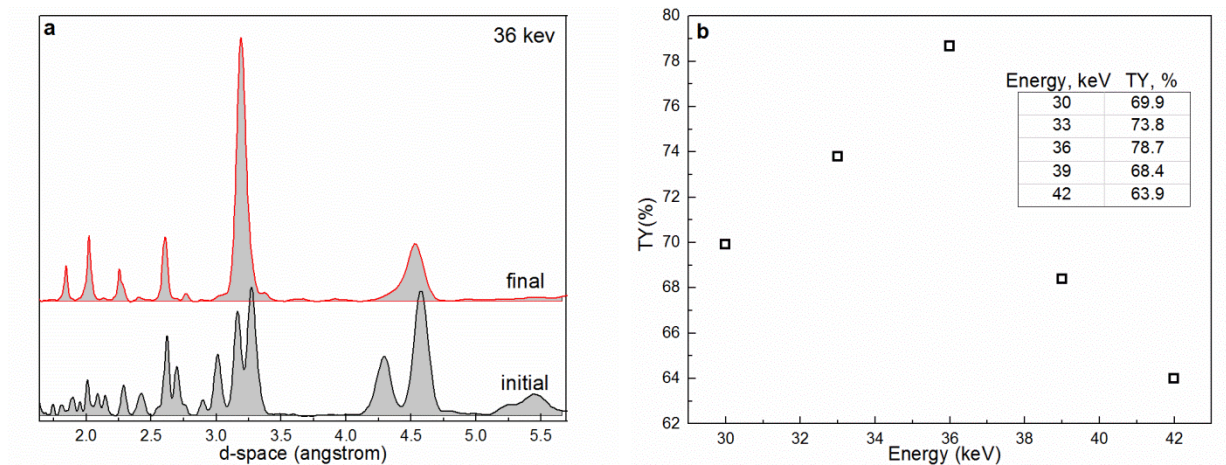 a
36 kev
final
initial
2.0 2.5 3.0 3.5 4.0 4.5 5.0 5.5
d-space (angstrom)
b
80
78
76
74
72
70
68
66
64
62
TY(%)
Energy, keV TY, %
30 69.9
33 73.8
36 78.7
39 68.4
42 63.9
30 32 34 36 38 40 42
Energy (keV)